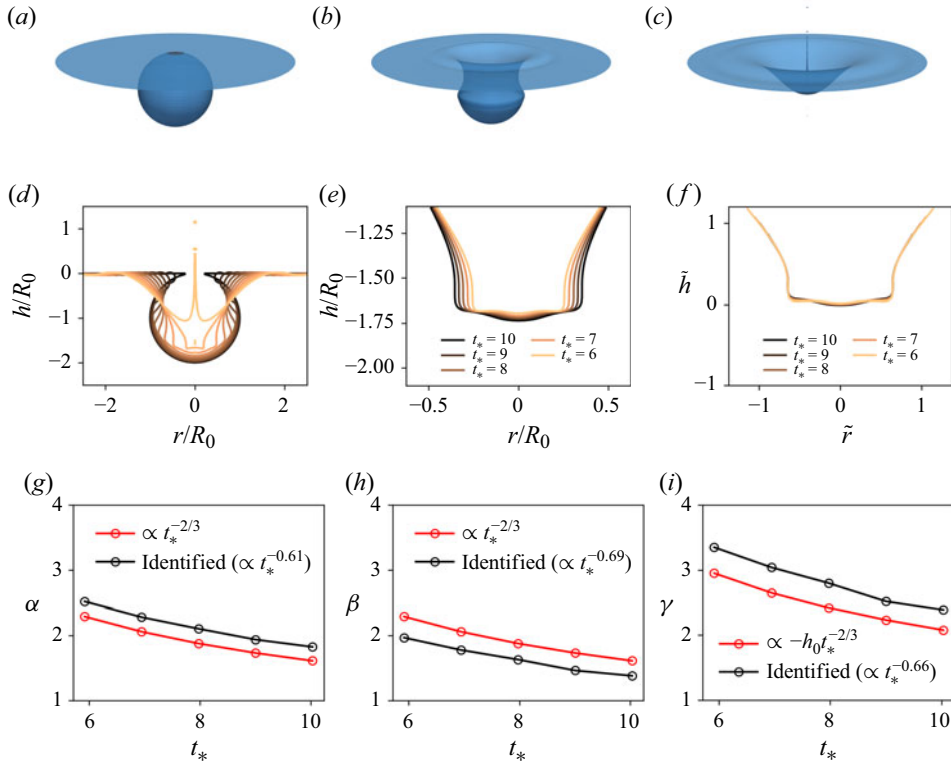 (a)
(b)
(c)
(d)
(e)
(f)
1
0
−1
−2
h/R₀
−2
0
2
r/R₀
−1.25
−1.50
−1.75
−2.00
h/R₀
t* = 10
t* = 9
t* = 8
t* = 7
t* = 6
−0.5
0
0.5
r/R₀
1
0
−1
h̃
t* = 10
t* = 9
t* = 8
t* = 7
t* = 6
−1
0
1
r̃
(g)
(h)
(i)
4
3
2
1
α
∝ t*^{−2/3}
Identified (∝ t*^{−0.61})
6
8
10
t*
4
3
2
1
β
∝ t*^{−2/3}
Identified (∝ t*^{−0.69})
6
8
10
t*
4
3
2
1
γ
∝ −h₀t*^{−2/3}
Identified (∝ t*^{−0.66})
6
8
10
t*